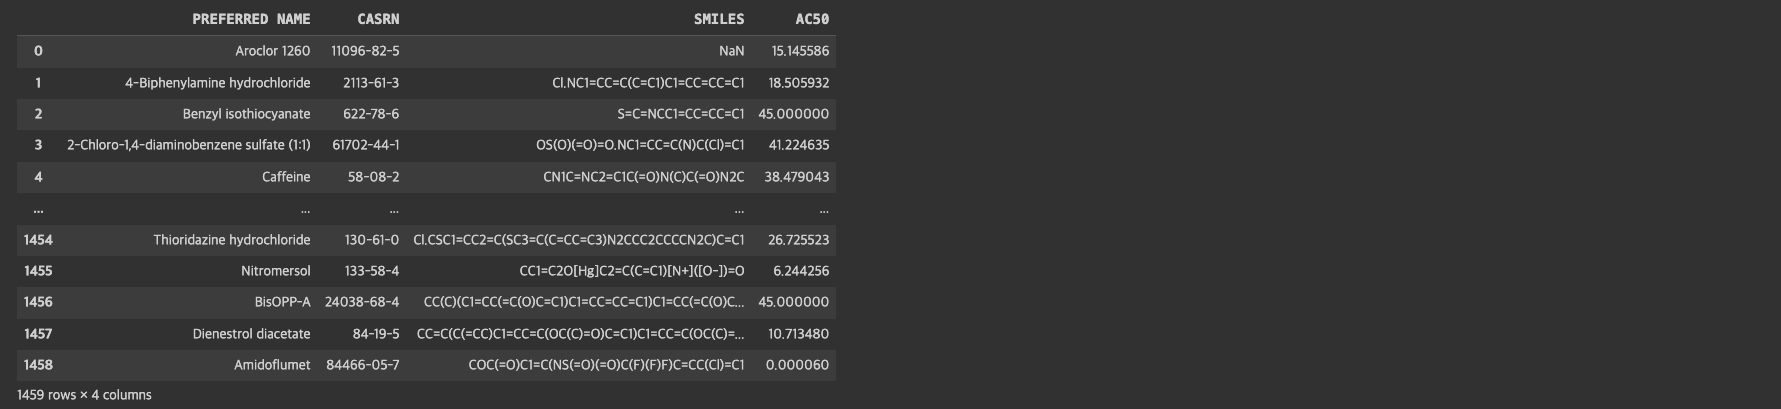 PREFERRED NAME CASRN SMILES AC50
0 Aroclor 1260 11096-82-5 NaN 15.145586
1 4-Biphenylamine hydrochloride 2113-61-3 Cl.NC1=CC=C(C=C1)C1=CC=CC=C1 18.505932
2 Benzyl isothiocyanate 622-78-6 S=C=NCC1=CC=CC=C1 45.000000
3 2-Chloro-1,4-diaminobenzene sulfate (1:1) 61702-44-1 OS(O)(=O)=O.NC1=CC=C(N)C(Cl)=C1 41.224635
4 Caffeine 58-08-2 CN1C=NC2=C1C(=O)N(C)C(=O)N2C 38.479043
... ... ... ... ...
1454 Thioridazine hydrochloride 130-61-0 Cl.CSC1=CC2=C(SC3=C(C=CC=C3)N2CCC2CCCCN2C)C=C1 26.725523
1455 Nitromersol 133-58-4 CC1=C2O[Hg]C2=C(C=C1)[N+]([O-])=O 6.244256
1456 BisOPP-A 24038-68-4 CC(C)(C1=CC(=C(O)C=C1)C1=CC=CC=C1)C1=CC(=C(O)C... 45.000000
1457 Dienestrol diacetate 84-19-5 CC=C(C(=CC)C1=CC=C(OC(C)=O)C=C1)C1=CC=C(OC(C)=... 10.713480
1458 Amidoflumet 84466-05-7 COC(=O)C1=C(NS(=O)(=O)C(F)(F)F)C=CC(Cl)=C1 0.000060
1459 rows × 4 columns